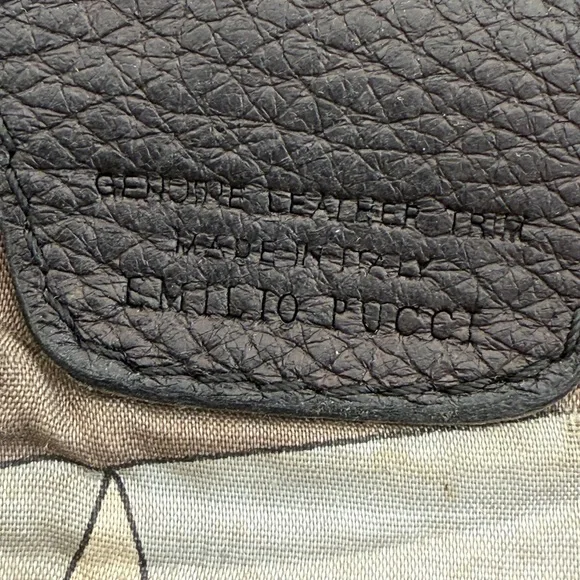 GENUINE LEATHER TRIM
MADE IN ITALY
EMILIO PUCCI